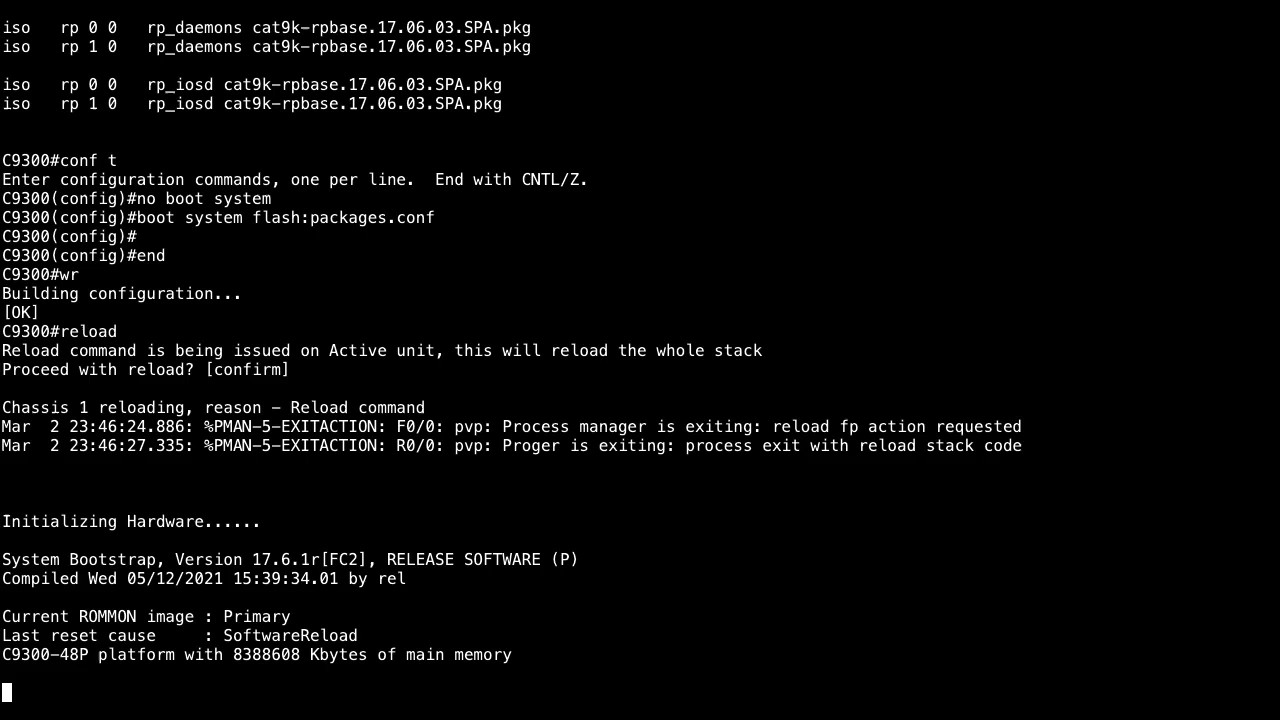 iso   rp 0 0   rp_daemons cat9k-rpbase.17.06.03.SPA.pkg
iso   rp 1 0   rp_daemons cat9k-rpbase.17.06.03.SPA.pkg
iso   rp 0 0   rp_iosd cat9k-rpbase.17.06.03.SPA.pkg
iso   rp 1 0   rp_iosd cat9k-rpbase.17.06.03.SPA.pkg
C9300#conf t
Enter configuration commands, one per line.  End with CNTL/Z.
C9300(config)#no boot system
C9300(config)#boot system flash:packages.conf
C9300(config)#
C9300(config)#end
C9300#wr
Building configuration...
[OK]
C9300#reload
Reload command is being issued on Active unit, this will reload the whole stack
Proceed with reload? [confirm]
Chassis 1 reloading, reason - Reload command
Mar  2 23:46:24.886: %PMAN-5-EXITACTION: F0/0: pvp: Process manager is exiting: reload fp action requested
Mar  2 23:46:27.335: %PMAN-5-EXITACTION: R0/0: pvp: Proger is exiting: process exit with reload stack code
Initializing Hardware......
System Bootstrap, Version 17.6.1r[FC2], RELEASE SOFTWARE (P)
Compiled Wed 05/12/2021 15:39:34.01 by rel
Current ROMMON image : Primary
Last reset cause     : SoftwareReload
C9300-48P platform with 8388608 Kbytes of main memory